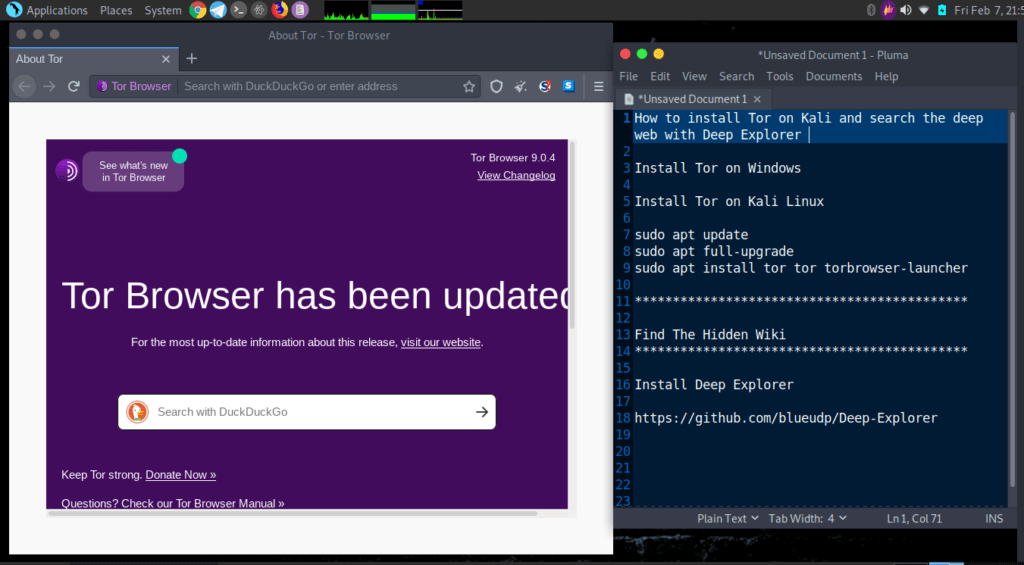 Applications Places System Fri Feb 7, 21:5
About Tor - Tor Browser
About Tor
Tor Browser Search with DuckDuckGo or enter address
See what's new
in Tor Browser
Tor Browser 9.0.4
View Changelog
Tor Browser has been updated
For the most up-to-date information about this release, visit our website.
Search with DuckDuckGo
Keep Tor strong. Donate Now »
Questions? Check our Tor Browser Manual »
*Unsaved Document 1 - Pluma
File Edit View Search Tools Documents Help
*Unsaved Document 1
1 How to install Tor on Kali and search the deep
web with Deep Explorer
2
3 Install Tor on Windows
4
5 Install Tor on Kali Linux
6
7 sudo apt update
8 sudo apt full-upgrade
9 sudo apt install tor tor torbrowser-launcher
10
11 ********************************************
12
13 Find The Hidden Wiki
14 ********************************************
15
16 Install Deep Explorer
17
18 https://github.com/blueudp/Deep-Explorer
19
20
21
22
23
Plain Text Tab Width: 4 Ln 1, Col 71 INS